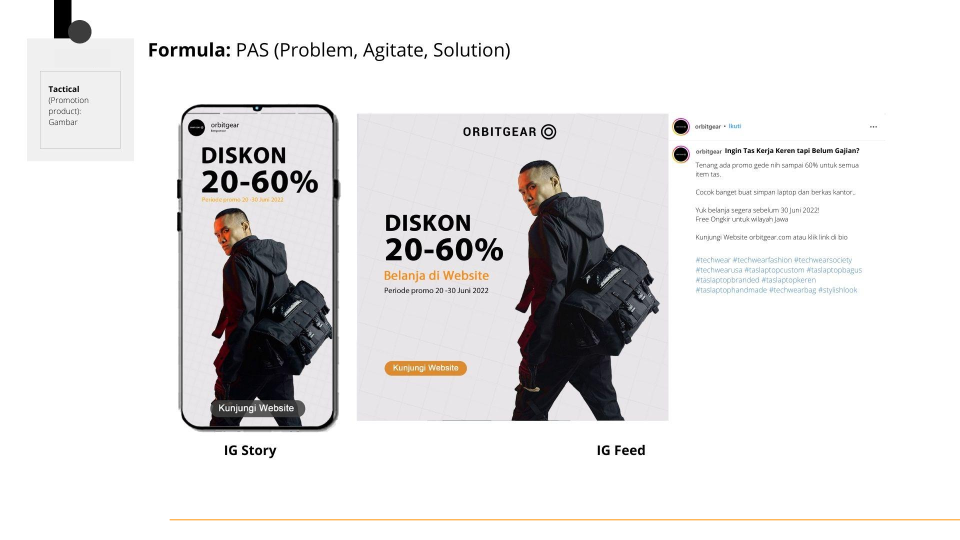 Formula: PAS (Problem, Agitate, Solution)
Tactical
(Promotion
product):
Gambar
orbitgear
DISKON
20-60%
Periode promo 20 -30 Juni 2022
Kunjungi Website
IG Story
ORBITGEAR
DISKON
20-60%
Belanja di Website
Periode promo 20 -30 Juni 2022
Kunjungi Website
IG Feed
orbitgear • Ikuti
orbitgear Ingin Tas Kerja Keren tapi Belum Gajian?
Tenang ada promo gede nih sampai 60% untuk semua
item tas.
Cocok banget buat simpan laptop dan berkas kantor..
Yuk belanja segera sebelum 30 Juni 2022!
Free Ongkir untuk wilayah Jawa
Kunjungi Website orbitgear.com atau klik link di bio
#techwear #techwearfashion #techwearsociety
#techwearusa #taslaptopcustom #taslaptopbagus
#taslaptopbranded #taslaptopkeren
#taslaptophandmade #techwearbag #stylishlook